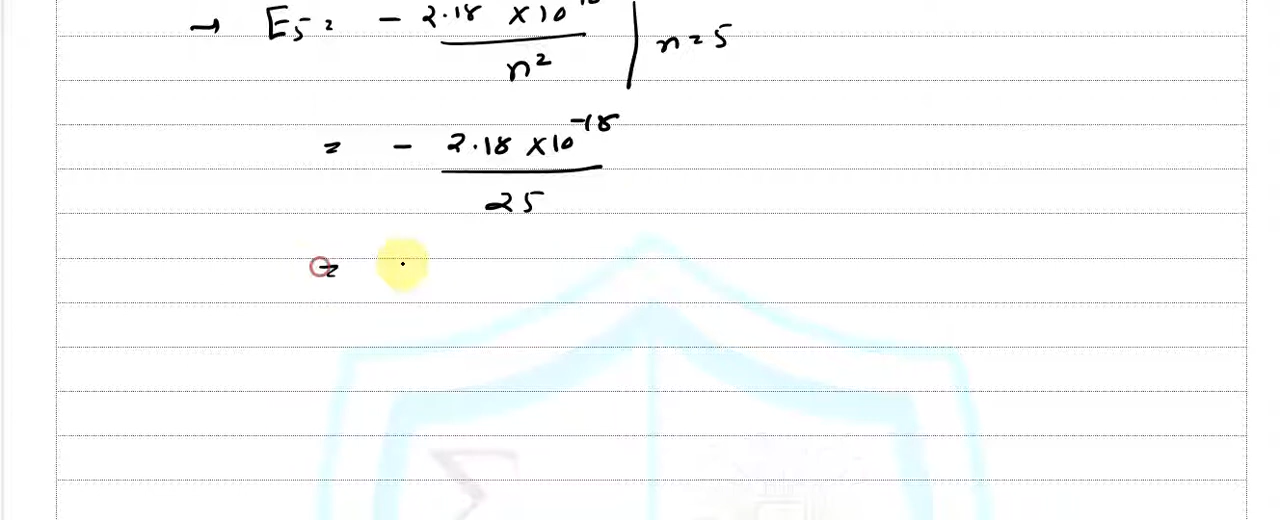 → E5 = - 2.18 × 10 / n² | n = 5
= - 2.18 × 10⁻¹⁸ / 25
=